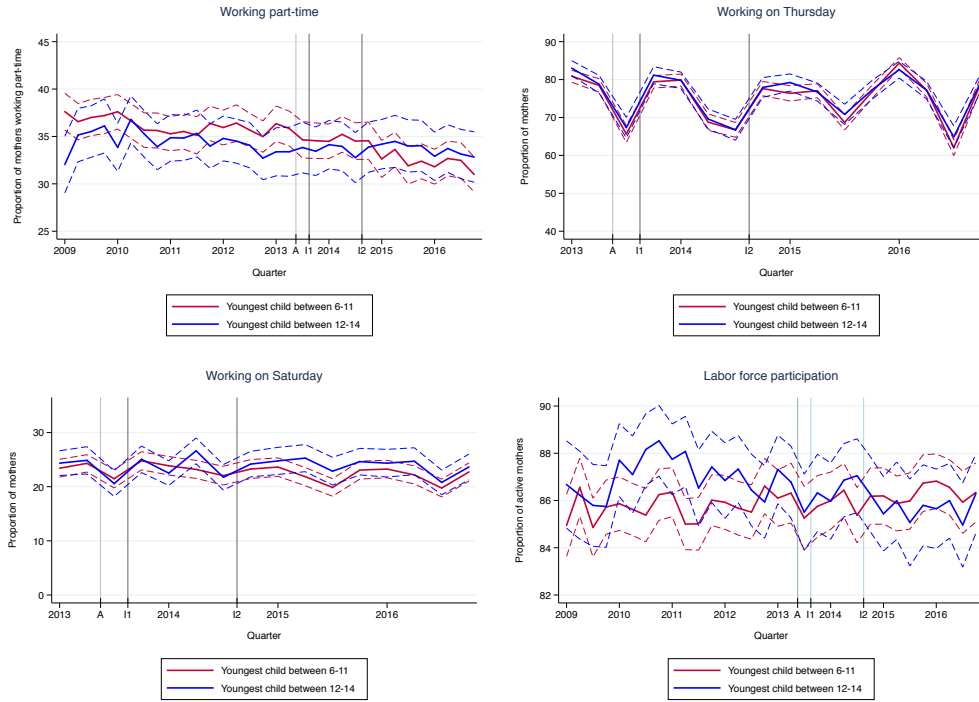 Working part-time
Proportion of mothers working part-time
45
40
35
30
25
2009 2010 2011 2012 2013 A I1 2014 I2 2015 2016
Quarter
Youngest child between 6-11
Youngest child between 12-14
Working on Thursday
Proportion of mothers
90
80
70
60
50
40
2013 A I1 2014 I2 2015 2016
Quarter
Youngest child between 6-11
Youngest child between 12-14
Working on Saturday
Proportion of mothers
30
20
10
0
2013 A I1 2014 I2 2015 2016
Quarter
Youngest child between 6-11
Youngest child between 12-14
Labor force participation
Proportion of active mothers
90
88
86
84
82
2009 2010 2011 2012 2013 A I1 2014 I2 2015 2016
Quarter
Youngest child between 6-11
Youngest child between 12-14